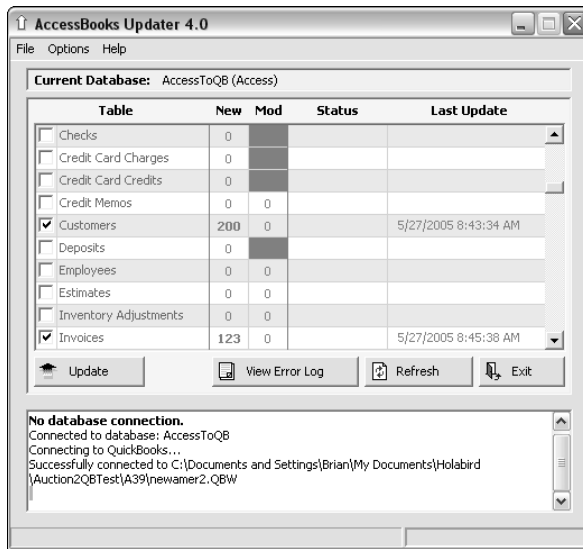 AccessBooks Updater 4.0
File Options Help
Current Database: AccessToQB (Access)
Table New Mod Status Last Update
Checks 0
Credit Card Charges 0
Credit Card Credits 0
Credit Memos 0 0
Customers 200 0 5/27/2005 8:43:34 AM
Deposits 0
Employees 0 0
Estimates 0 0
Inventory Adjustments 0 0
Invoices 123 0 5/27/2005 8:45:38 AM
Update View Error Log Refresh Exit
No database connection.
Connected to database: AccessToQB
Connecting to QuickBooks...
Successfully connected to C:\Documents and Settings\Brian\My Documents\Holabird
\Auction2QBTest\A39\newamer2.QBW